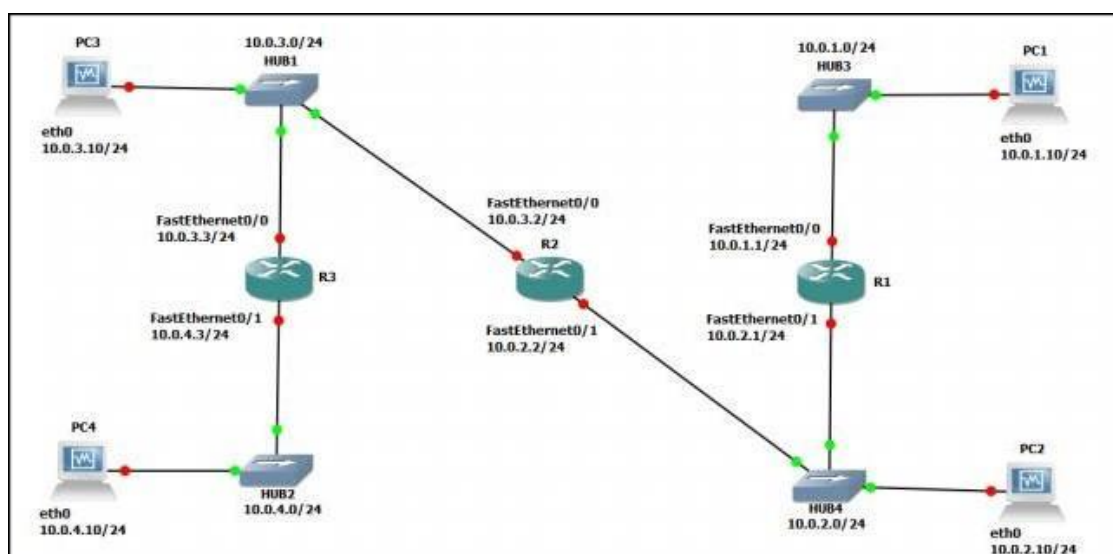 PC3
10.0.3.0/24
HUB1
eth0
10.0.3.10/24
10.0.1.0/24
HUB3
PC1
eth0
10.0.1.10/24
FastEthernet0/0
10.0.3.3/24
R3
FastEthernet0/1
10.0.4.3/24
FastEthernet0/0
10.0.3.2/24
R2
FastEthernet0/1
10.0.2.2/24
FastEthernet0/0
10.0.1.1/24
R1
FastEthernet0/1
10.0.2.1/24
PC4
eth0
10.0.4.10/24
HUB2
10.0.4.0/24
HUB4
10.0.2.0/24
PC2
eth0
10.0.2.10/24